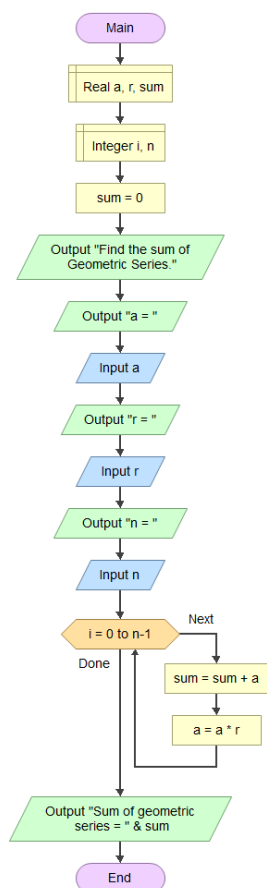 Main
Real a, r, sum
Integer i, n
sum = 0
Output "Find the sum of
Geometric Series."
Output "a = "
Input a
Output "r = "
Input r
Output "n = "
Input n
i = 0 to n-1
Next
Done
sum = sum + a
a = a * r
Output "Sum of geometric
series = " & sum
End